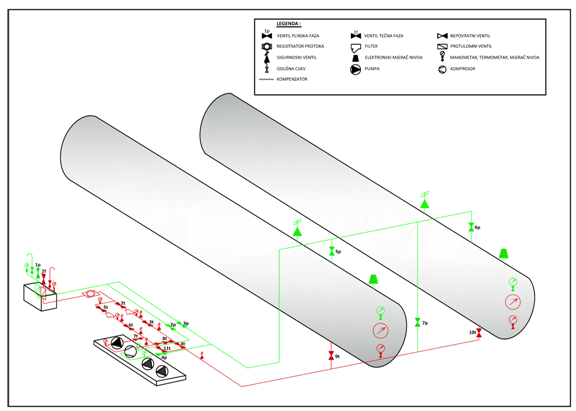 LEGENDA :
1p VENTIL PLINSKA FAZA
1t VENTIL TEČNA FAZA
NEPOVRATNI VENTIL
REGISTRATOR PROTOKA
FILTER
PROTULOMNI VENTIL
SIGURNOSNI VENTIL
ELEKTRONSKI MJERAČ NIVOA
MANOMETAR, TERMOMETAR, MJERAČ NIVOA
ODUŠNA CIJEV
PUMPA
KOMPRESOR
KOMPENZATOR
6p
5p
1p
7p
2t
5t
3t
2p
3p
6t
10t
7t
8t
11t
9t